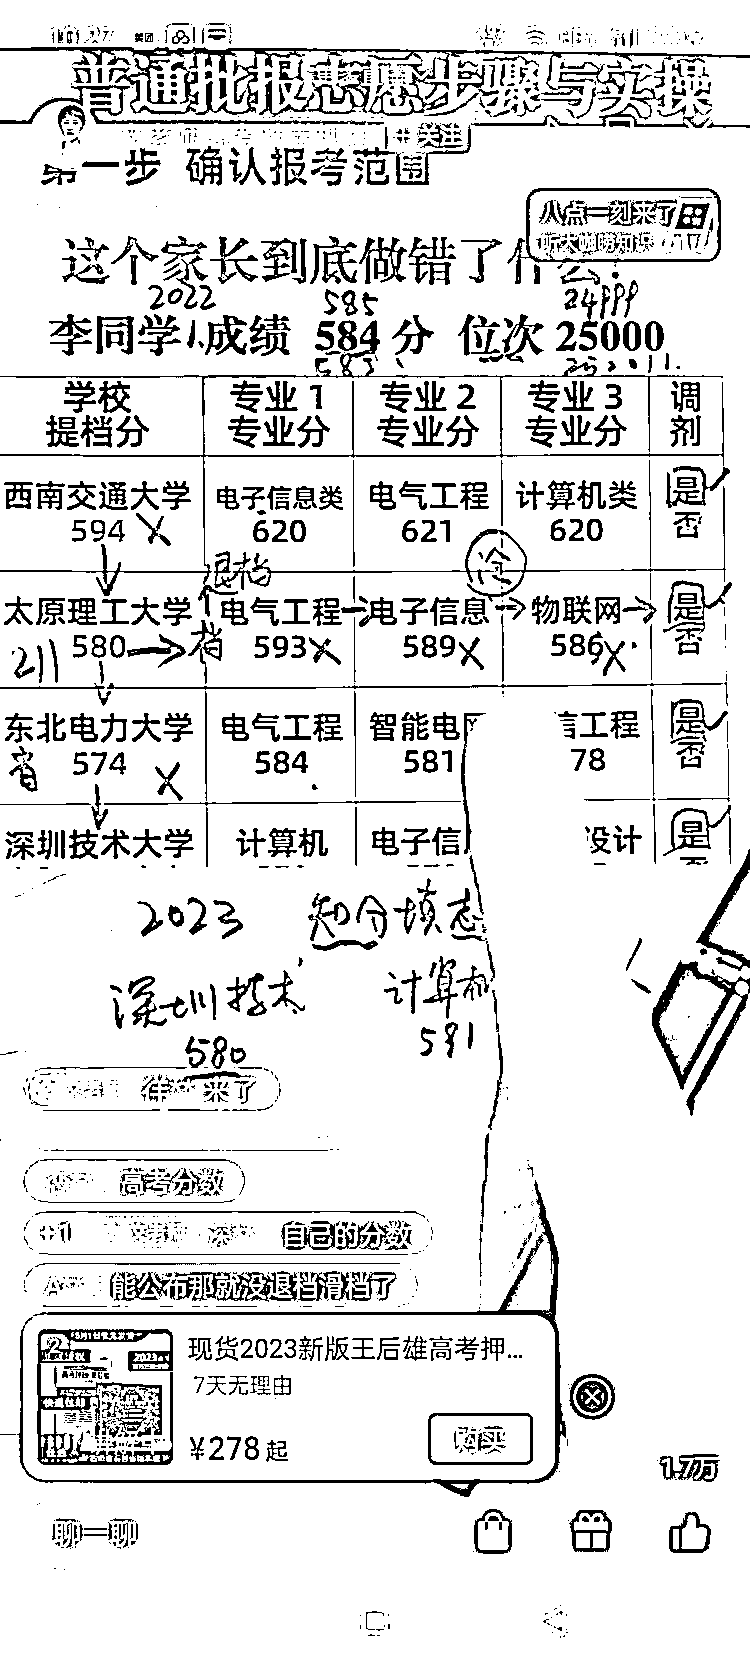 普通批报志愿步骤与实操
关注
第一步 确认报考范围
八点一刻来了
这个家长到底做错了什么?
2022 585 24999
李同学 成绩 584 分 位次 25000
583
学校 提档分 专业1 专业分 专业2 专业分 专业3 专业分 调剂
西南交通大学 电子信息类 电气工程 计算机类 是
594 620 621 620 否
退档 冷
太原理工大学 电气工程 电子信息 物联网 是
211 580 档 593 589 586 否
东北电力大学 电气工程 智能电网 信工程 是
574 584 581 78 否
深圳技术大学 计算机 电子信 设计 是
2023 知分填志
深圳技术 计算机
580 591
来了
高考分数
+1 自己的分数
能公布那就没退档滑档了
现货2023新版王后雄高考押...
7天无理由
¥278起 购买
1.7万
聊一聊